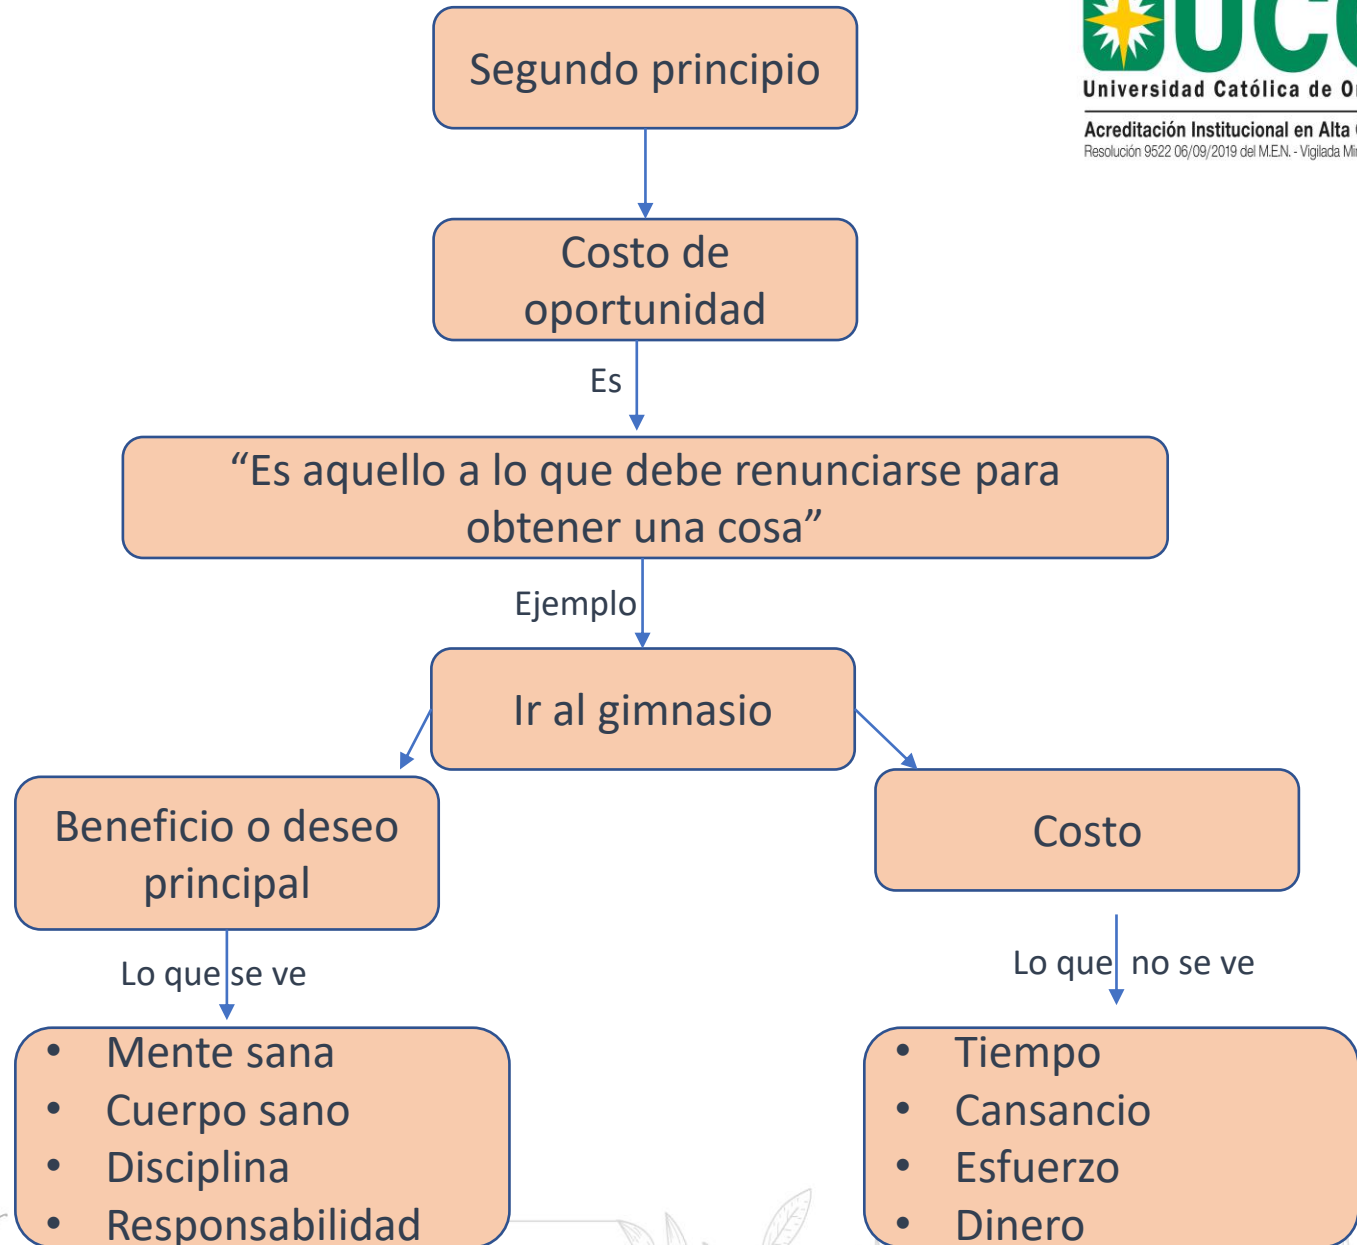 Segundo principio
UCO
Universidad Católica de
Acreditación Institucional en Alta
Resolución 9522 06/09/2019 del M.E.N. - Vigilada
Costo de
oportunidad
Es
“Es aquello a lo que debe renunciarse para
obtener una cosa”
Ejemplo
Ir al gimnasio
Beneficio o deseo
principal
Costo
Lo que se ve
Lo que no se ve
• Mente sana
• Cuerpo sano
• Disciplina
• Responsabilidad
• Tiempo
• Cansancio
• Esfuerzo
• Dinero